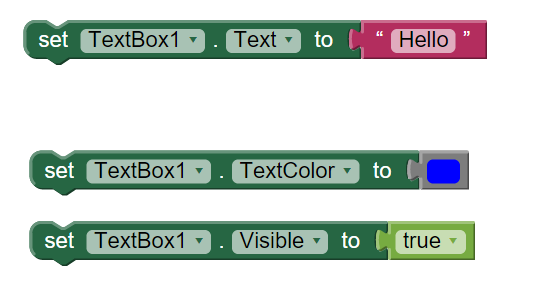 set TextBox1 . Text to “ Hello ”
set TextBox1 . TextColor to
set TextBox1 . Visible to true